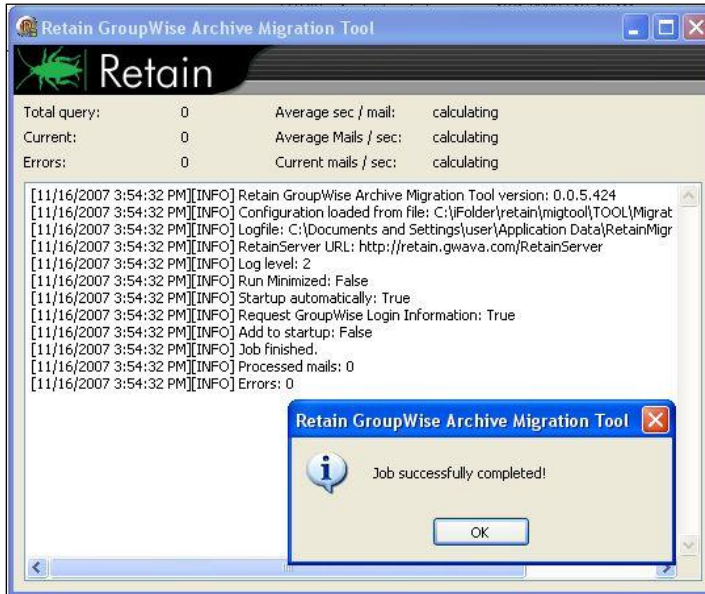 Retain GroupWise Archive Migration Tool
Retain
Total query: 0 Average sec / mail: calculating
Current: 0 Average Mails / sec: calculating
Errors: 0 Current mails / sec: calculating
[11/16/2007 3:54:32 PM][INFO] Retain GroupWise Archive Migration Tool version: 0.0.5.424
[11/16/2007 3:54:32 PM][INFO] Configuration loaded from file: C:\iFolder\retain\migtool\TOOL\Migrat
[11/16/2007 3:54:32 PM][INFO] Logfile: C:\Documents and Settings\user\Application Data\RetainMigr
[11/16/2007 3:54:32 PM][INFO] RetainServer URL: http://retain.gwava.com/RetainServer
[11/16/2007 3:54:32 PM][INFO] Log level: 2
[11/16/2007 3:54:32 PM][INFO] Run Minimized: False
[11/16/2007 3:54:32 PM][INFO] Startup automatically: True
[11/16/2007 3:54:32 PM][INFO] Request GroupWise Login Information: True
[11/16/2007 3:54:32 PM][INFO] Add to startup: False
[11/16/2007 3:54:32 PM][INFO] Job finished.
[11/16/2007 3:54:32 PM][INFO] Processed mails: 0
[11/16/2007 3:54:32 PM][INFO] Errors: 0
Retain GroupWise Archive Migration Tool
Job successfully completed!
OK